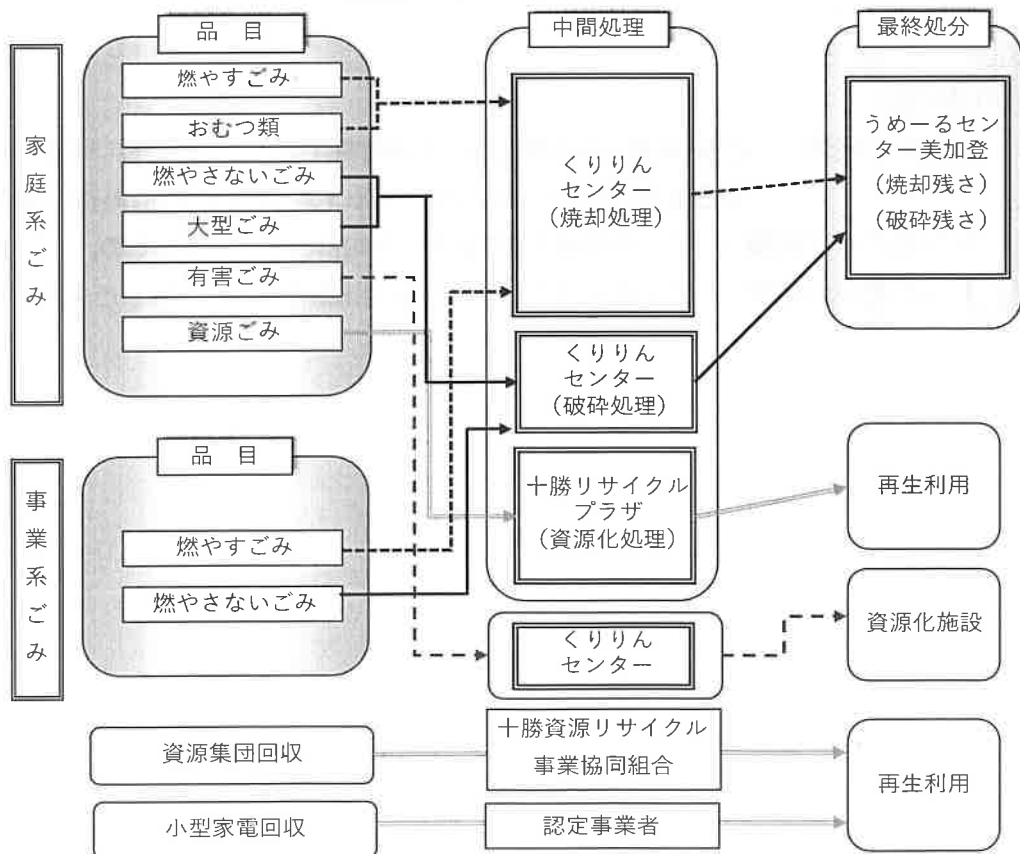 品 目
中間処理
最終処分
家庭系ごみ
燃やすごみ
おむつ類
燃やさないごみ
大型ごみ
有害ごみ
資源ごみ
くりりん
センター
(焼却処理)
うめーるセン
ター美加登
(焼却残さ)
(破砕残さ)
くりりん
センター
(破砕処理)
事業系ごみ
品 目
燃やすごみ
燃やさないごみ
十勝リサイクル
プラザ
(資源化処理)
再生利用
くりりん
センター
資源化施設
資源集団回収
十勝資源リサイクル
事業協同組合
再生利用
小型家電回収
認定事業者